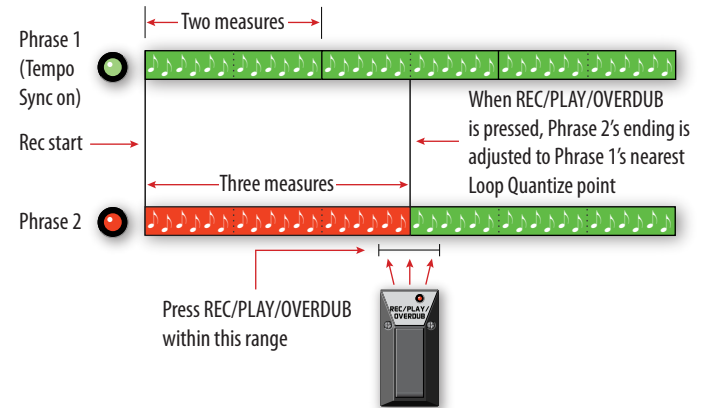 Two measures
Phrase 1
(Tempo
Sync on)
Rec start
When REC/PLAY/OVERDUB
is pressed, Phrase 2's ending is
adjusted to Phrase 1's nearest
Loop Quantize point
Three measures
Phrase 2
Press REC/PLAY/OVERDUB
within this range
REC/PLAY/
OVERDUB